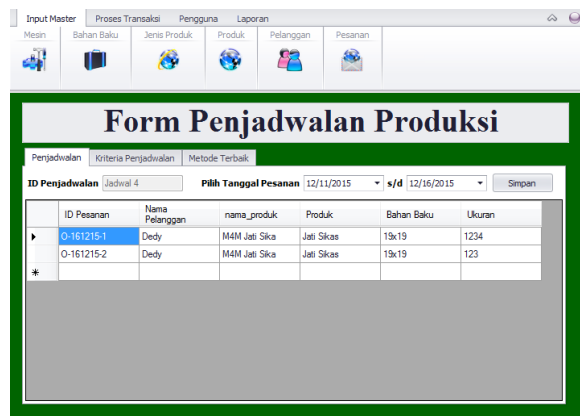 Input Master Proses Transaksi Pengguna Laporan
Mesin Bahan Baku Jenis Produk Produk Pelanggan Pesanan
Form Penjadwalan Produksi
Penjadwalan Kriteria Penjadwalan Metode Terbaik
ID Penjadwalan Jadwal 4 Pilih Tanggal Pesanan 12/11/2015 s/d 12/16/2015 Simpan
ID Pesanan Nama Pelanggan nama_produk Produk Bahan Baku Ukuran
O-161215-1 Dedy M4M Jati Sika Jati Sikas 19x19 1234
O-161215-2 Dedy M4M Jati Sika Jati Sikas 19x19 123